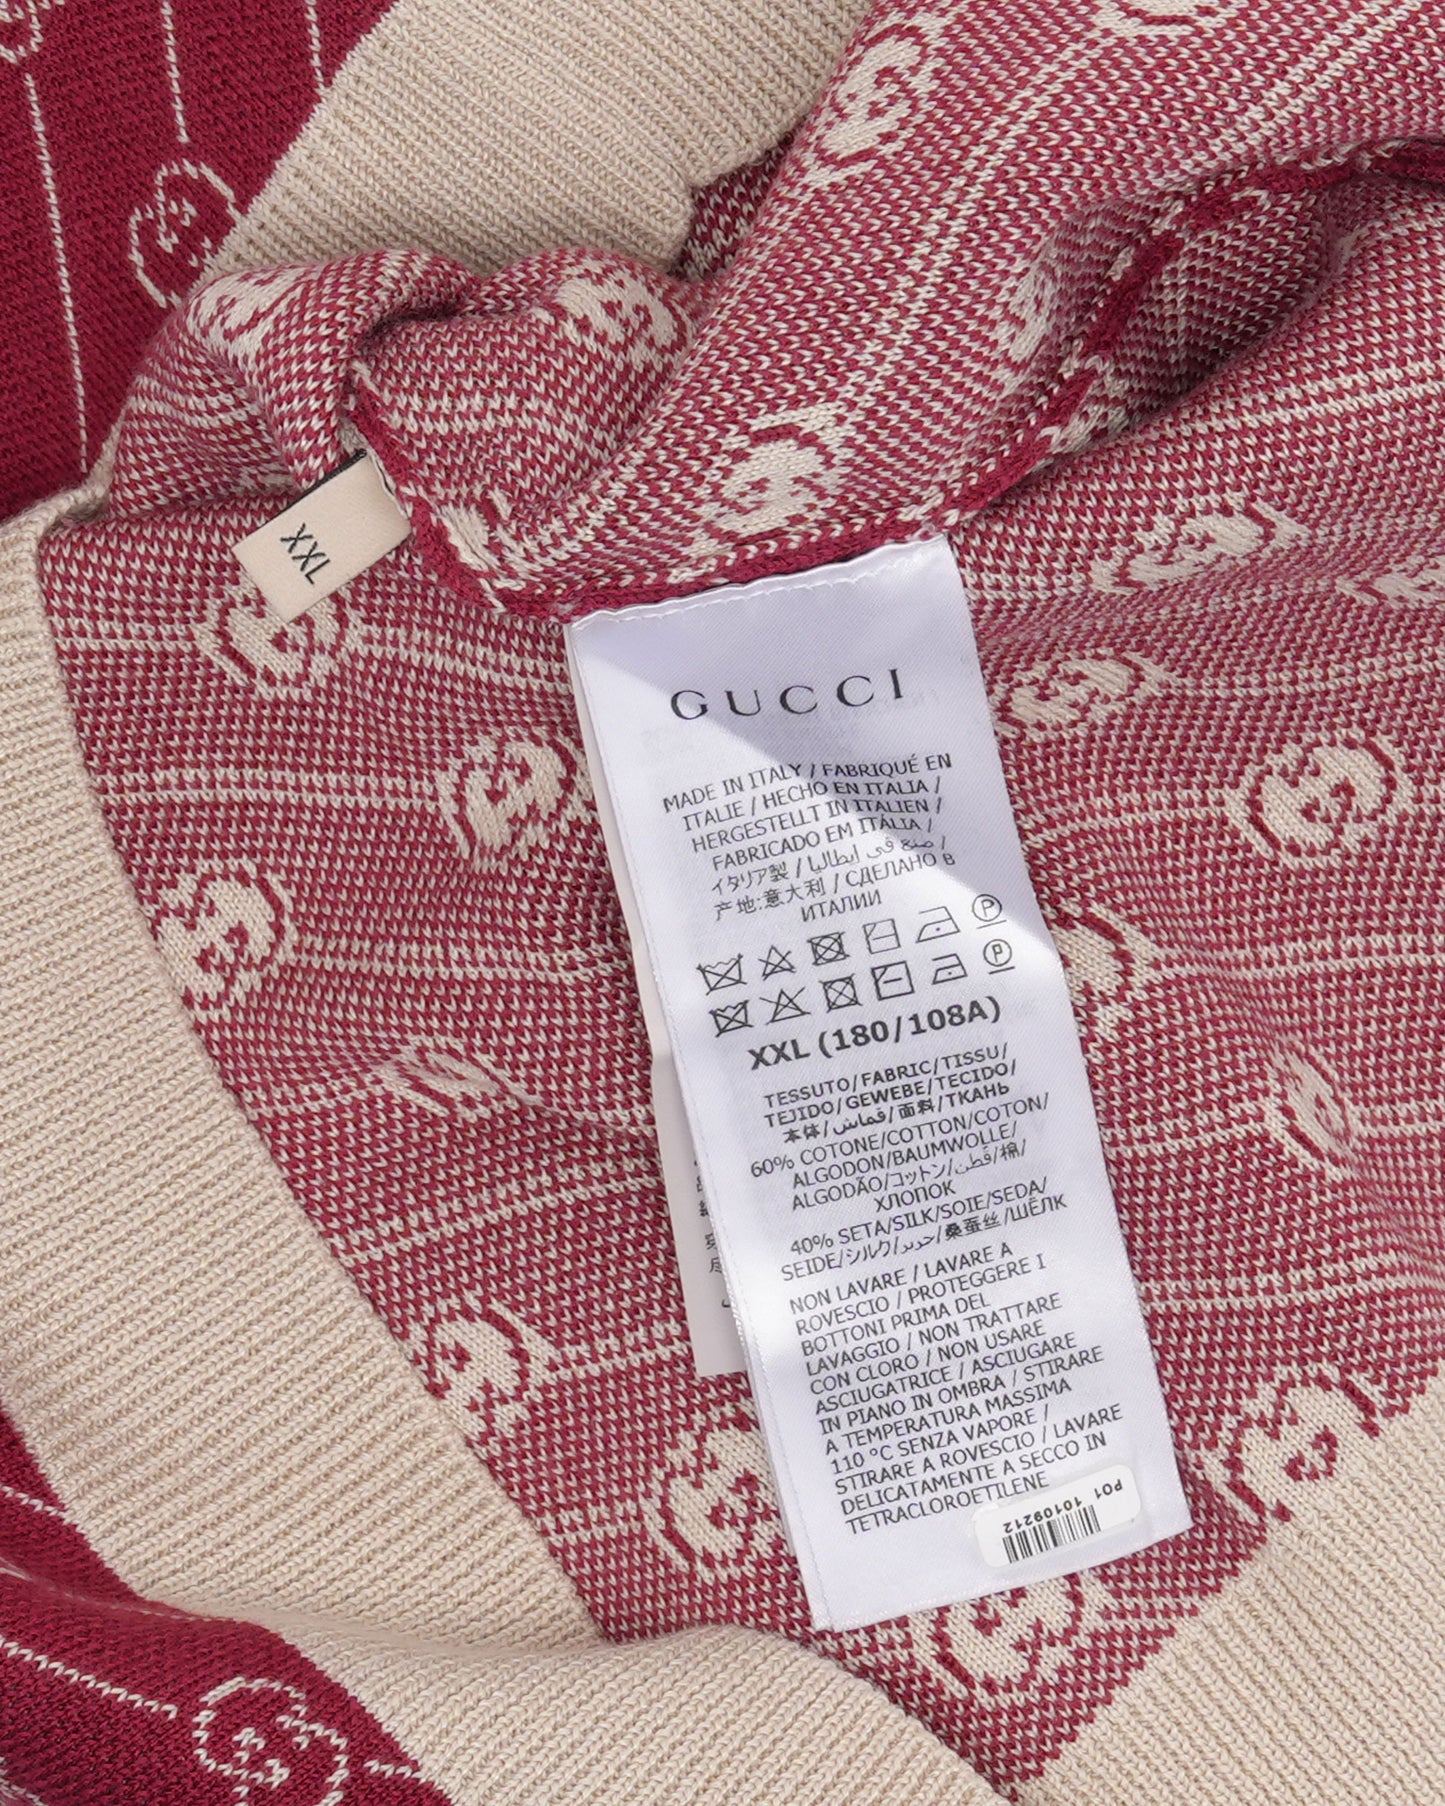 XXL
GUCCI
MADE IN ITALY / FABRIQUÉ EN
ITALIE / HECHO EN ITALIA /
HERGESTELLT IN ITALIEN /
FABRICADO EM ITÁLIA /
イタリア製 / صنع في إيطاليا /
产地:意大利 / СДЕЛАНО В
ИТАЛИИ
P
P
XXL (180/108A)
TESSUTO/FABRIC/TISSU/
TEJIDO/GEWEBE/TECIDO/
本体/قماش/面料/ТКАНЬ
60% COTONE/COTTON/COTON/
ALGODON/BAUMWOLLE/
ALGODÃO/コットン/قطن/棉/
ХЛОПОК
40% SETA/SILK/SOIE/SEDA/
SEIDE/シルク/حرير/桑蚕丝/ШЁЛК
NON LAVARE / LAVARE A
ROVESCIO / PROTEGGERE I
BOTTONI PRIMA DEL
LAVAGGIO / NON TRATTARE
CON CLORO / NON USARE
ASCIUGATRICE / ASCIUGARE
IN PIANO IN OMBRA / STIRARE
A TEMPERATURA MASSIMA
110 °C SENZA VAPORE /
STIRARE A ROVESCIO / LAVARE
DELICATAMENTE A SECCO IN
TETRACLOROETILENE
P01 10109212